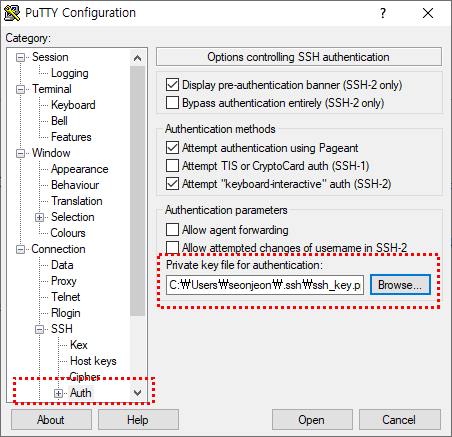 PuTTY Configuration
?
Category:
Session
Logging
Terminal
Keyboard
Bell
Features
Window
Appearance
Behaviour
Translation
Selection
Colours
Connection
Data
Proxy
Telnet
Rlogin
SSH
Kex
Host keys
Cipher
Auth
Options controlling SSH authentication
Display pre-authentication banner (SSH-2 only)
Bypass authentication entirely (SSH-2 only)
Authentication methods
Attempt authentication using Pageant
Attempt TIS or CryptoCard auth (SSH-1)
Attempt "keyboard-interactive" auth (SSH-2)
Authentication parameters
Allow agent forwarding
Allow attempted changes of username in SSH-2
Private key file for authentication:
C:₩Users₩seonjeon₩.ssh₩ssh_key.p
Browse...
About
Help
Open
Cancel